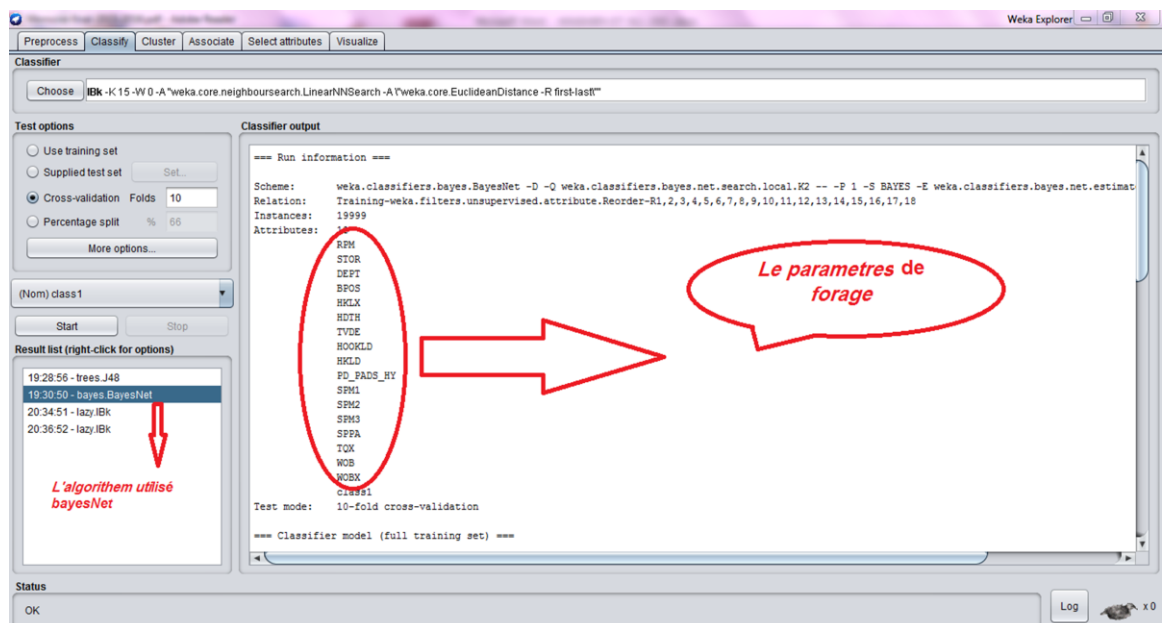 Weka Explorer
Preprocess Classify Cluster Associate Select attributes Visualize
Classifier
Choose IBk -K 15 -W 0 -A "weka.core.neighboursearch.LinearNNSearch -A \"weka.core.EuclideanDistance -R first-last\""
Test options
Use training set
Supplied test set Set...
Cross-validation Folds 10
Percentage split % 66
More options...
(Nom) class1
Start Stop
Result list (right-click for options)
19:28:56 - trees.J48
19:30:50 - bayes.BayesNet
20:34:51 - lazy.IBk
20:36:52 - lazy.IBk
L'algorithem utilisé
bayesNet
Classifier output
=== Run information ===
Scheme: weka.classifiers.bayes.BayesNet -D -Q weka.classifiers.bayes.net.search.local.K2 -- -P 1 -S BAYES -E weka.classifiers.bayes.net.estimat
Relation: Training-weka.filters.unsupervised.attribute.Reorder-R1,2,3,4,5,6,7,8,9,10,11,12,13,14,15,16,17,18
Instances: 19999
Attributes:
RPM
STOR
DEPT
BPOS
HKLX
HDTH
TVDE
HOOKLD
HKLD
PD_PADS_HY
SPM1
SPM2
SPM3
SPPA
TQX
WOB
WOBX
class1
Test mode: 10-fold cross-validation
=== Classifier model (full training set) ===
Le parametres de
forage
Status
OK
Log
x 0